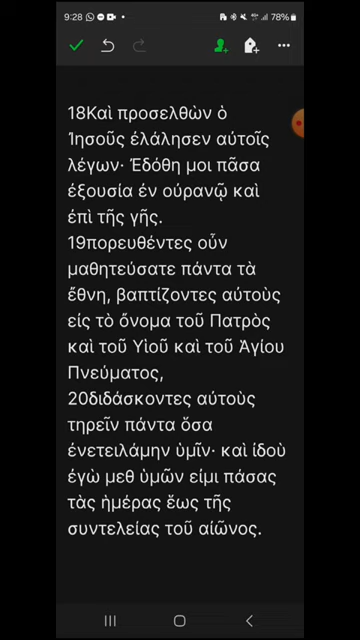 9:28
78%
18Καὶ προσελθὼν ὁ
Ἰησοῦς ἐλάλησεν αὐτοῖς
λέγων· Ἐδόθη μοι πᾶσα
ἐξουσία ἐν οὐρανῷ καὶ
ἐπὶ τῆς γῆς.
19πορευθέντες οὖν
μαθητεύσατε πάντα τὰ
ἔθνη, βαπτίζοντες αὐτοὺς
εἰς τὸ ὄνομα τοῦ Πατρὸς
καὶ τοῦ Υἱοῦ καὶ τοῦ Ἁγίου
Πνεύματος,
20διδάσκοντες αὐτοὺς
τηρεῖν πάντα ὅσα
ἐνετειλάμην ὑμῖν· καὶ ἰδοὺ
ἐγὼ μεθ ὑμῶν εἰμι πάσας
τὰς ἡμέρας ἕως τῆς
συντελείας τοῦ αἰῶνος.